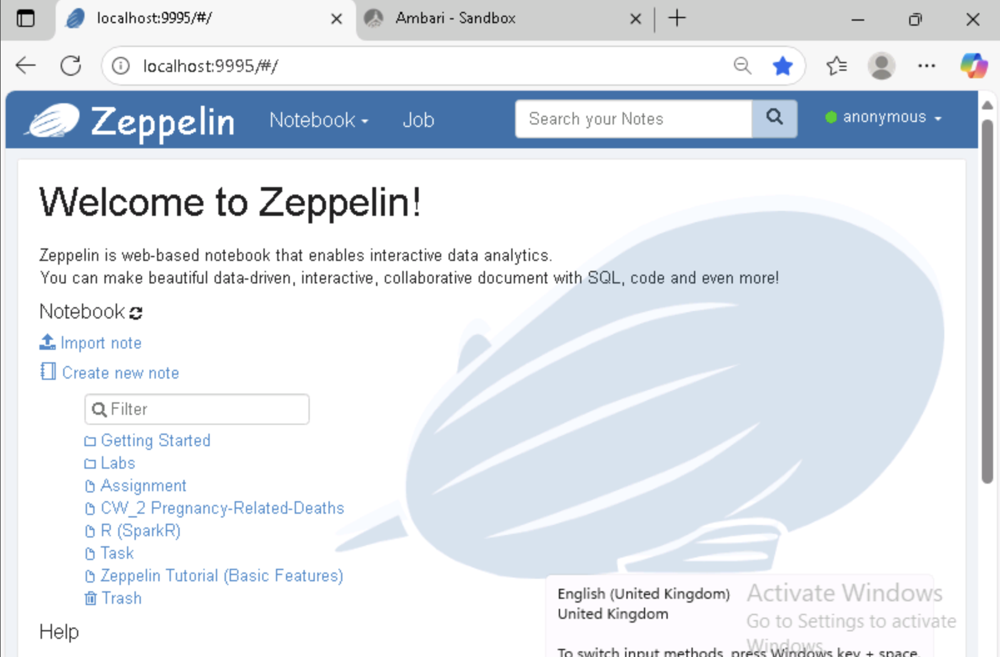 localhost:9995/#/
Ambari - Sandbox
localhost:9995/#/
Zeppelin Notebook Job Search your Notes anonymous
Welcome to Zeppelin!
Zeppelin is web-based notebook that enables interactive data analytics.
You can make beautiful data-driven, interactive, collaborative document with SQL, code and even more!
Notebook
Import note
Create new note
Filter
Getting Started
Labs
Assignment
CW_2 Pregnancy-Related-Deaths
R (SparkR)
Task
Zeppelin Tutorial (Basic Features)
Trash
Help
English (United Kingdom)
United Kingdom
To switch input methods, press Windows key + space.
Activate Windows
Go to Settings to activate
Windows.